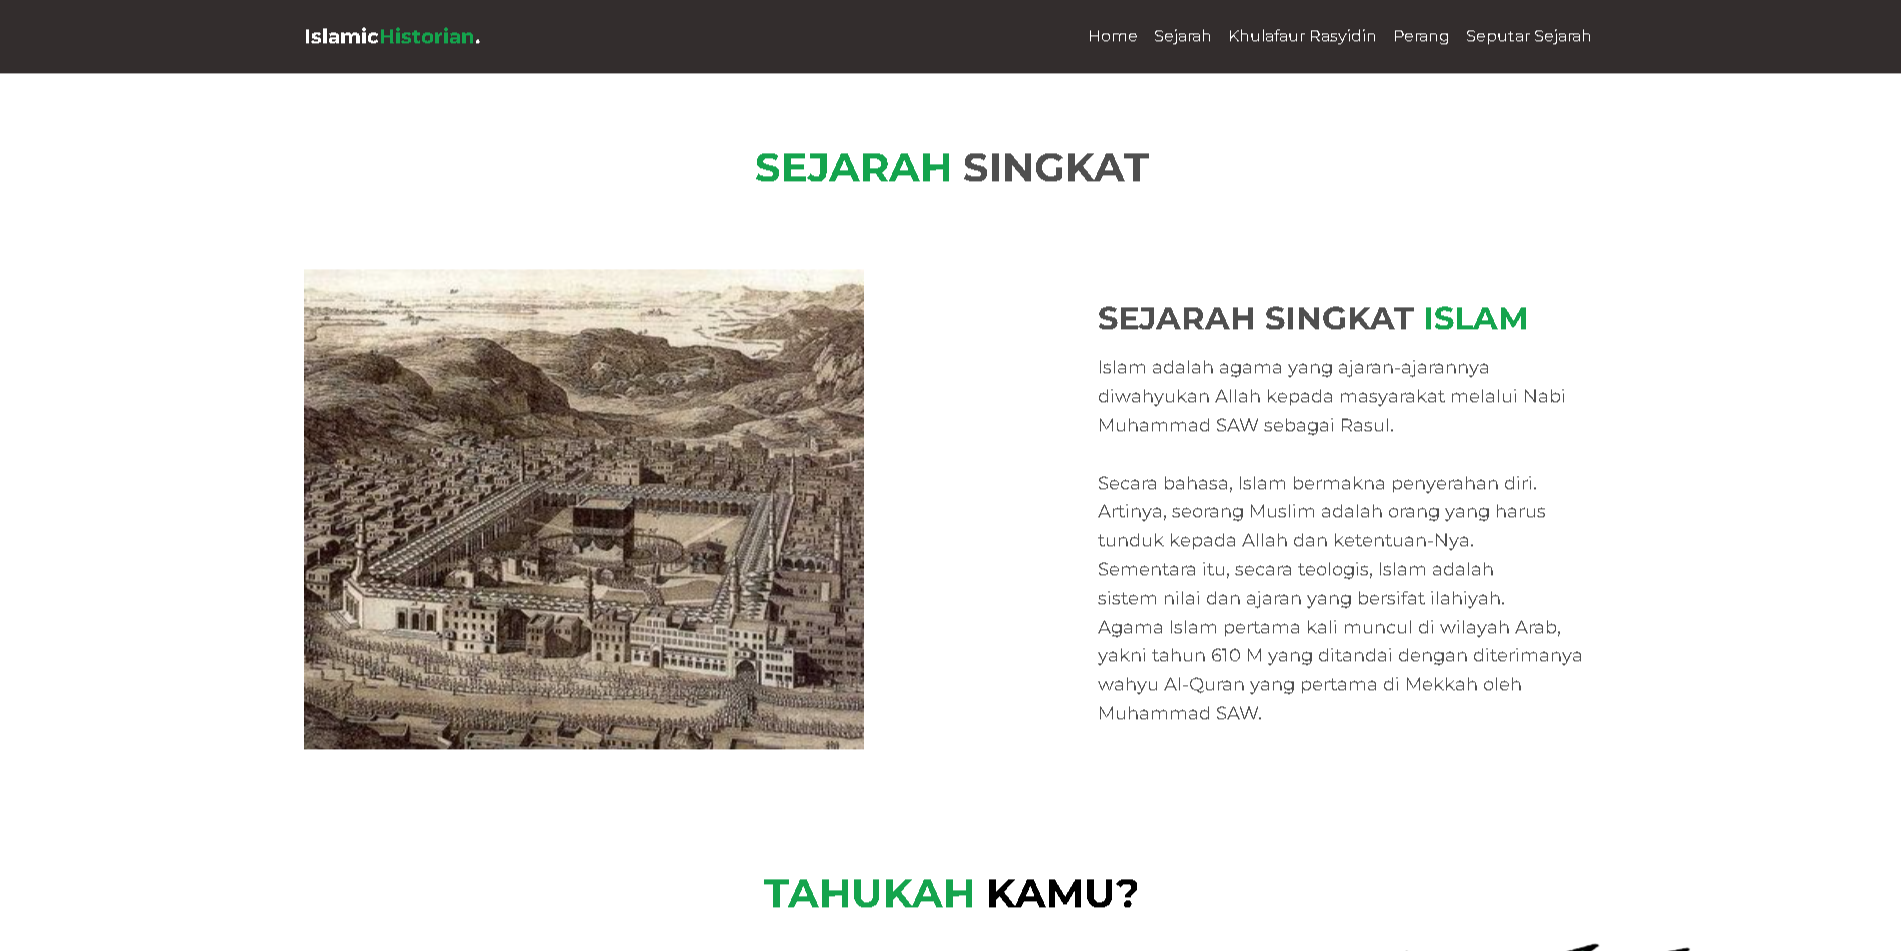 IslamicHistorian.
Home Sejarah Khulafaur Rasyidin Perang Seputar Sejarah
SEJARAH SINGKAT
SEJARAH SINGKAT ISLAM
Islam adalah agama yang ajaran-ajarannya
diwahyukan Allah kepada masyarakat melalui Nabi
Muhammad SAW sebagai Rasul.
Secara bahasa, Islam bermakna penyerahan diri.
Artinya, seorang Muslim adalah orang yang harus
tunduk kepada Allah dan ketentuan-Nya.
Sementara itu, secara teologis, Islam adalah
sistem nilai dan ajaran yang bersifat ilahiyah.
Agama Islam pertama kali muncul di wilayah Arab,
yakni tahun 610 M yang ditandai dengan diterimanya
wahyu Al-Quran yang pertama di Mekkah oleh
Muhammad SAW.
TAHUKAH KAMU?